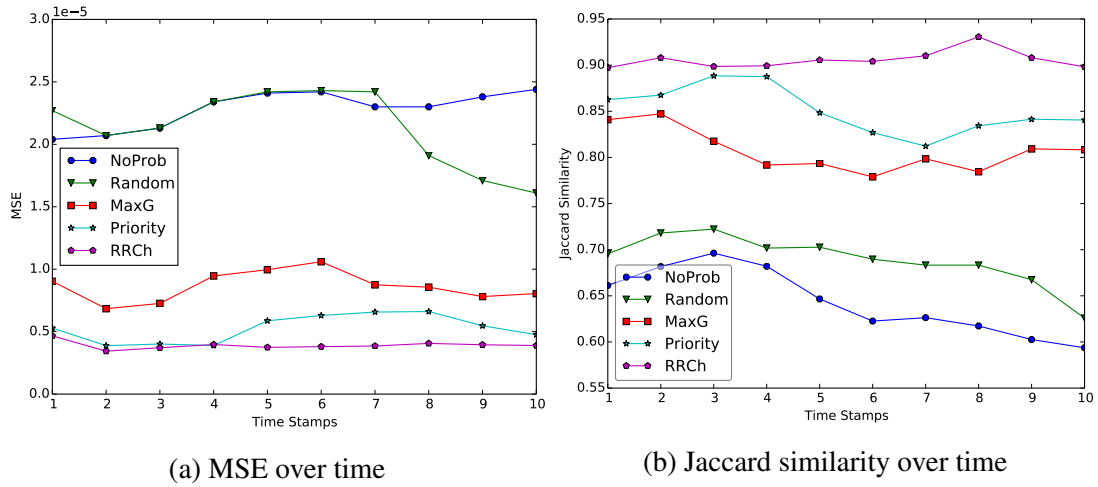 1e−5
3.0
2.5
2.0
1.5
1.0
0.5
0.0
MSE
NoProb
Random
MaxG
Priority
RRCh
1 2 3 4 5 6 7 8 9 10
Time Stamps
(a) MSE over time
0.95
0.90
0.85
0.80
0.75
0.70
0.65
0.60
0.55
Jaccard Similarity
NoProb
Random
MaxG
Priority
RRCh
1 2 3 4 5 6 7 8 9 10
Time Stamps
(b) Jaccard similarity over time